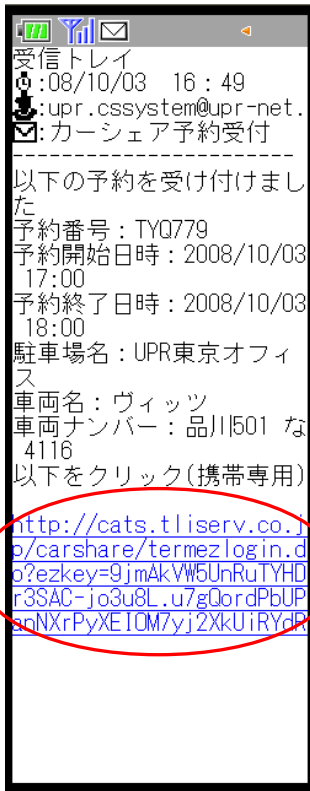 受信トレイ
:08/10/03 16:49
:upr.cssystem@upr-net.
:カーシェア予約受付
-----------------------
以下の予約を受け付けまし
た
予約番号:TYQ779
予約開始日時:2008/10/03
17:00
予約終了日時:2008/10/03
18:00
駐車場名:UPR東京オフィ
ス
車両名:ヴィッツ
車両ナンバー:品川501 な
4116
以下をクリック(携帯専用)
http://cats.tliserv.co.j
p/carshare/termezlogin.d
o?ezkey=9jmAkVW5UnRuTYHD
r3SAC-jo3u8L.u7gQordPbUP
anNXrPyXEIOM7yj2XkUiRYdR